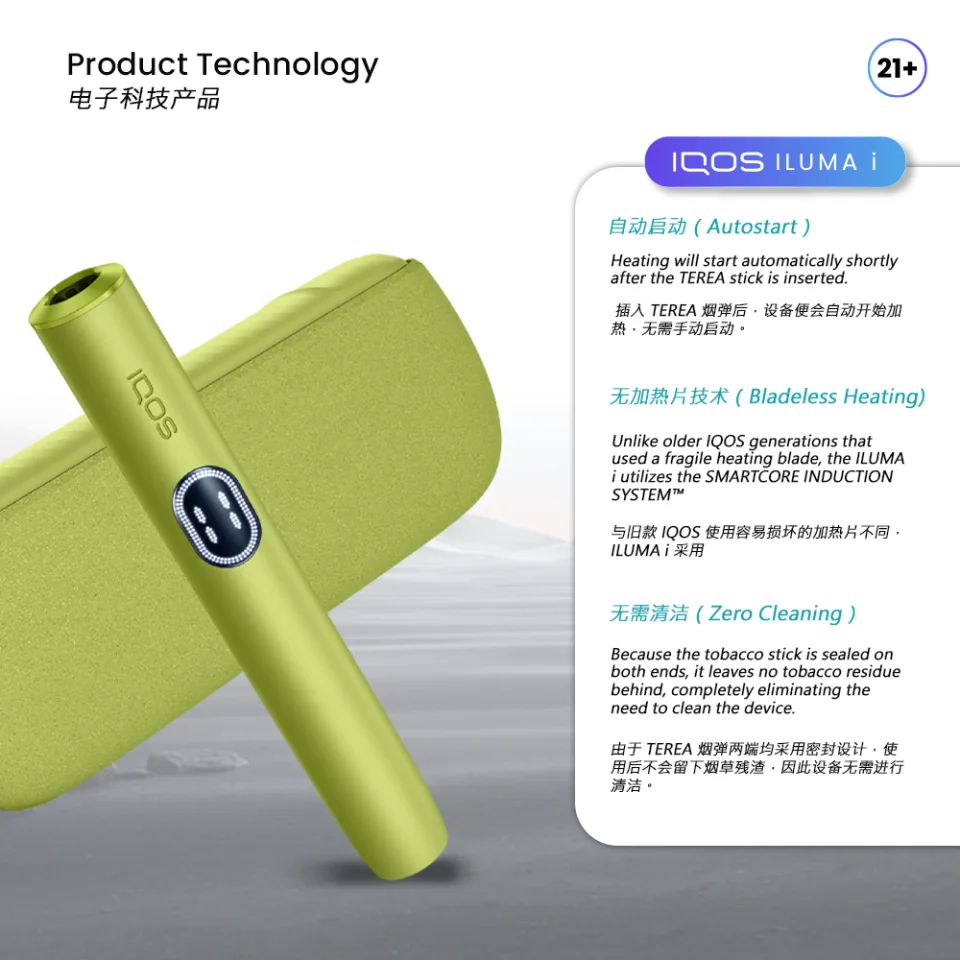 Product Technology
电子科技产品
21+
IQOS ILUMA i
自动启动 ( Autostart )
Heating will start automatically shortly
after the TEREA stick is inserted.
插入 TEREA 烟弹后，设备便会自动开始加
热，无需手动启动。
IQOS
无加热片技术 ( Bladeless Heating)
Unlike older IQOS generations that
used a fragile heating blade, the ILUMA
i utilizes the SMARTCORE INDUCTION
SYSTEM™
与旧款 IQOS 使用容易损坏的加热片不同，
ILUMA i 采用
无需清洁 ( Zero Cleaning )
Because the tobacco stick is sealed on
both ends, it leaves no tobacco residue
behind, completely eliminating the
need to clean the device.
由于 TEREA 烟弹两端均采用密封设计，使
用后不会留下烟草残渣，因此设备无需进行
清洁。